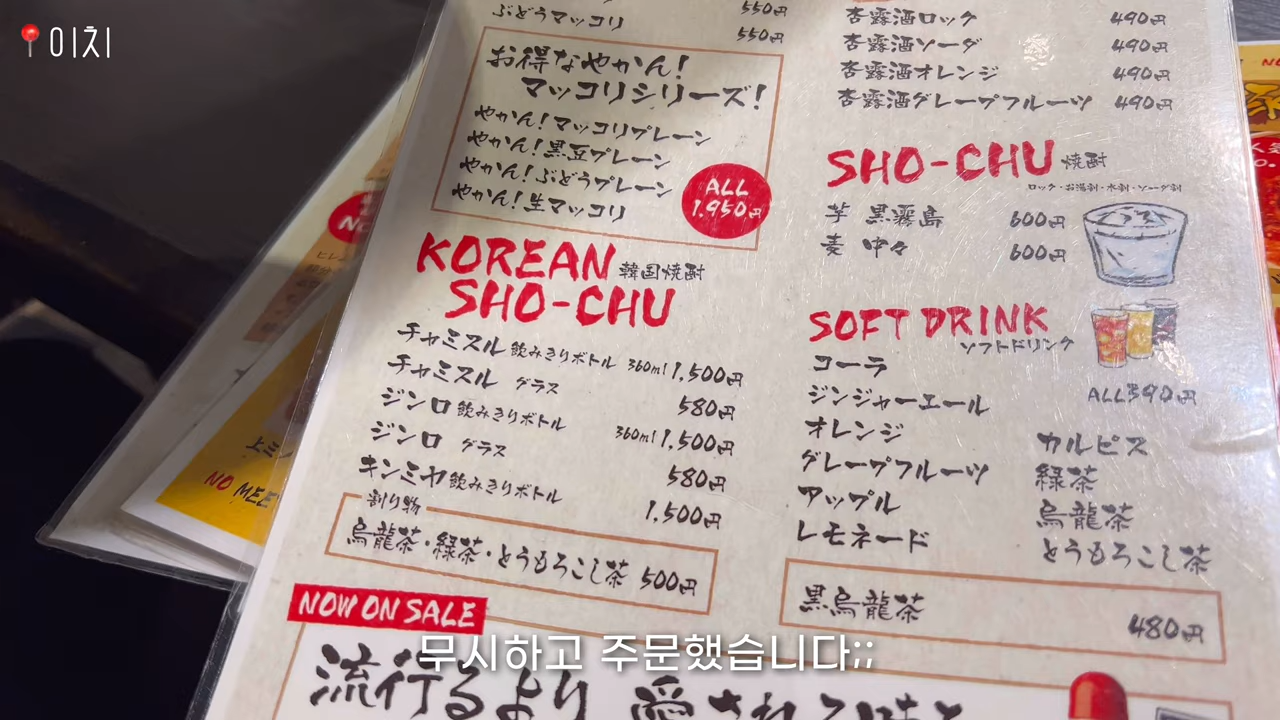 이치
ぶどうマッコリ 550円
550円
お得なやかん!
マッコリシリーズ!
やかん!マッコリプレーン
やかん!黒豆プレーン
やかん!ぶどうプレーン
やかん!生マッコリ
ALL
1.950円
KOREAN 韓国焼酎
SHO-CHU
チャミスル 飲みきりボトル 360ml 1,500円
チャミスル グラス 580円
ジンロ 飲みきりボトル 360ml 1,500円
ジンロ グラス 580円
キンミヤ 飲みきりボトル 1,500円
割り物
烏龍茶・緑茶・とうもろこし茶 500円
NOW ON SALE
流行るより 愛される味を
杏露酒ロック 490円
杏露酒ソーダ 490円
杏露酒オレンジ 490円
杏露酒グレープフルーツ 490円
SHO-CHU 焼酎
ロック・お湯割・水割・ソーダ割
芋 黒霧島 600円
麦 中々 600円
SOFT DRINK
ソフトドリンク
ALL390円
コーラ
ジンジャーエール
オレンジ
グレープフルーツ
アップル
レモネード
カルピス
緑茶
烏龍茶
とうもろこし茶
黒烏龍茶 480円
무시하고 주문했습니다;;